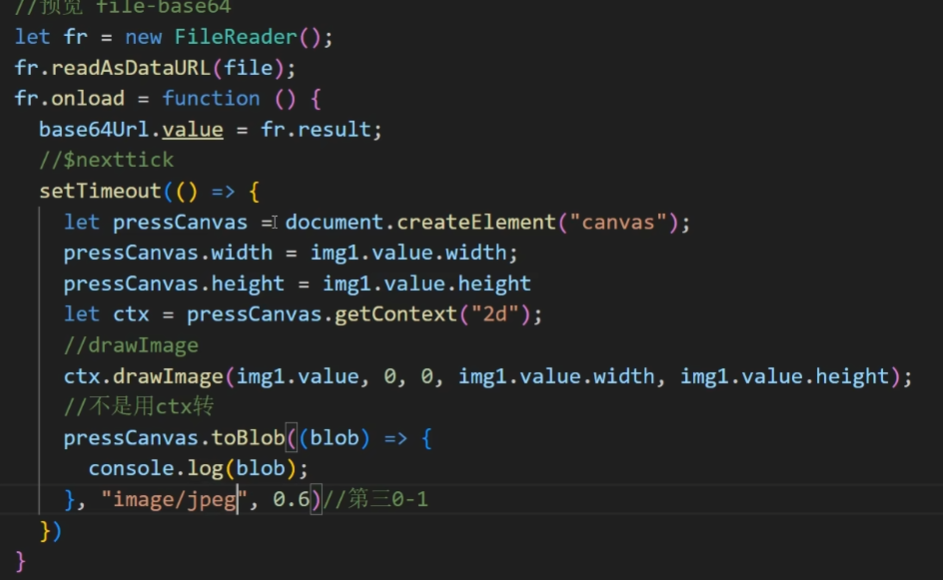 //预览 file-base64
let fr = new FileReader();
fr.readAsDataURL(file);
fr.onload = function () {
base64Url.value = fr.result;
//$nexttick
setTimeout(() => {
let pressCanvas = document.createElement("canvas");
pressCanvas.width = img1.value.width;
pressCanvas.height = img1.value.height
let ctx = pressCanvas.getContext("2d");
//drawImage
ctx.drawImage(img1.value, 0, 0, img1.value.width, img1.value.height);
//不是用ctx转
pressCanvas.toBlob((blob) => {
console.log(blob);
}, "image/jpeg", 0.6)//第三0-1
})
}